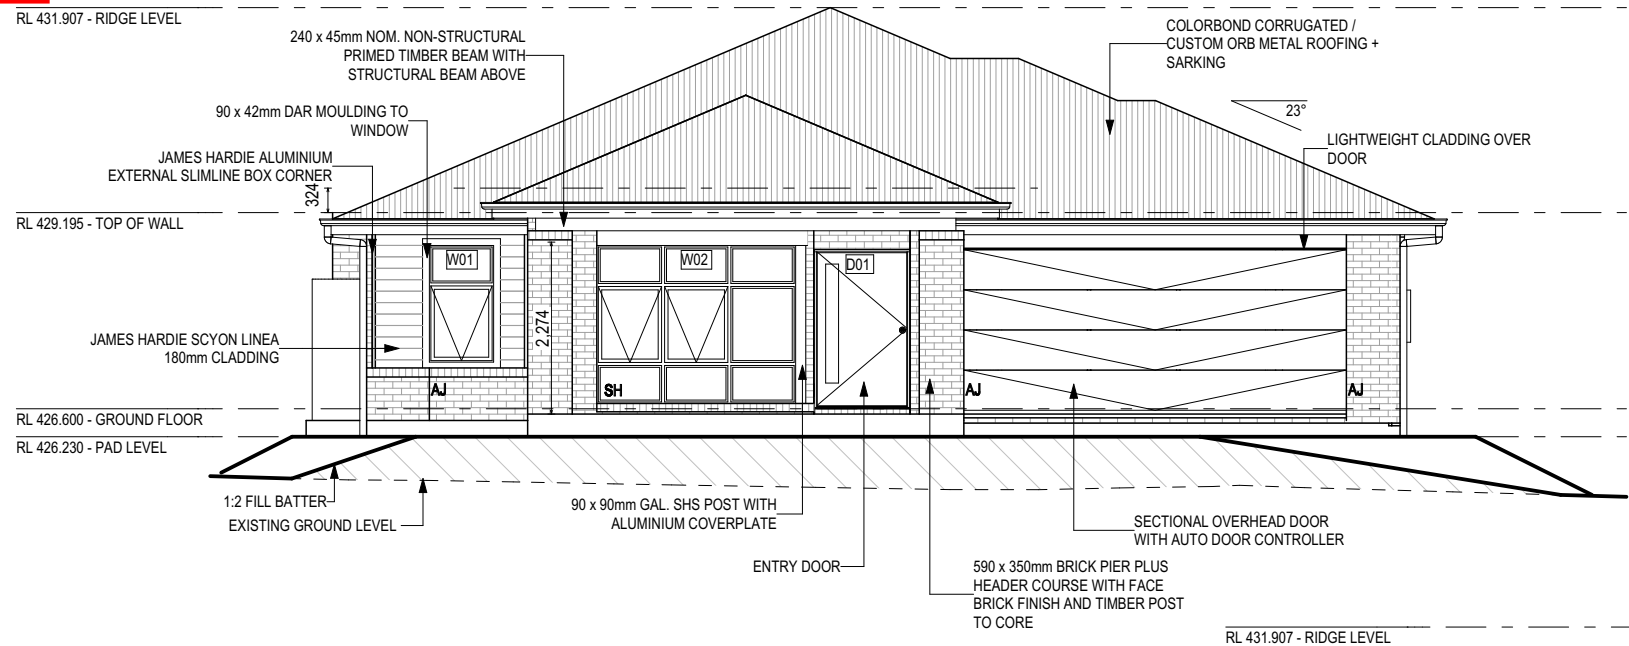 RL 431.907 - RIDGE LEVEL
240 x 45mm NOM. NON-STRUCTURAL
PRIMED TIMBER BEAM WITH
STRUCTURAL BEAM ABOVE
COLORBOND CORRUGATED /
CUSTOM ORB METAL ROOFING +
SARKING
90 x 42mm DAR MOULDING TO
WINDOW
23°
LIGHTWEIGHT CLADDING OVER
DOOR
JAMES HARDIE ALUMINIUM
EXTERNAL SLIMLINE BOX CORNER
324
RL 429.195 - TOP OF WALL
W01
W02
D01
2,274
JAMES HARDIE SCYON LINEA
180mm CLADDING
AJ
SH
AJ
AJ
RL 426.600 - GROUND FLOOR
RL 426.230 - PAD LEVEL
1:2 FILL BATTER
EXISTING GROUND LEVEL
90 x 90mm GAL. SHS POST WITH
ALUMINIUM COVERPLATE
SECTIONAL OVERHEAD DOOR
WITH AUTO DOOR CONTROLLER
ENTRY DOOR
590 x 350mm BRICK PIER PLUS
HEADER COURSE WITH FACE
BRICK FINISH AND TIMBER POST
TO CORE
RL 431.907 - RIDGE LEVEL